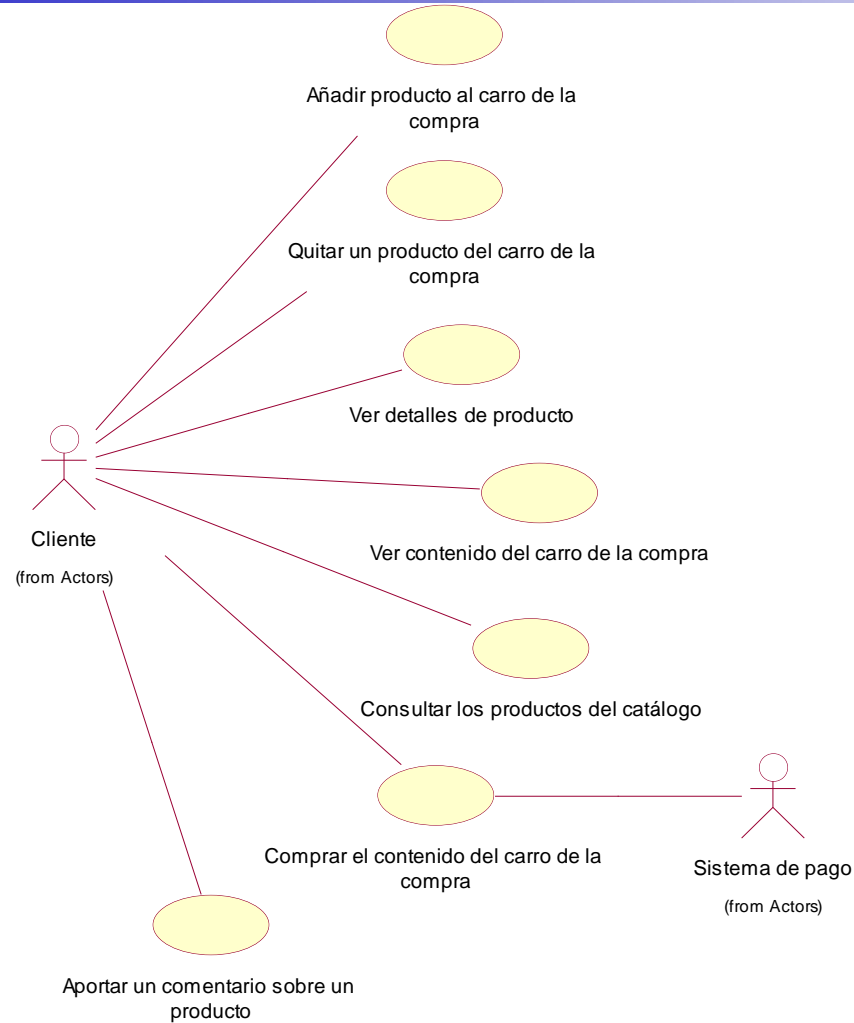 Añadir producto al carro de la
compra
Quitar un producto del carro de la
compra
Ver detalles de producto
Cliente
(from Actors)
Ver contenido del carro de la compra
Consultar los productos del catálogo
Comprar el contenido del carro de la
compra
Sistema de pago
(from Actors)
Aportar un comentario sobre un
producto